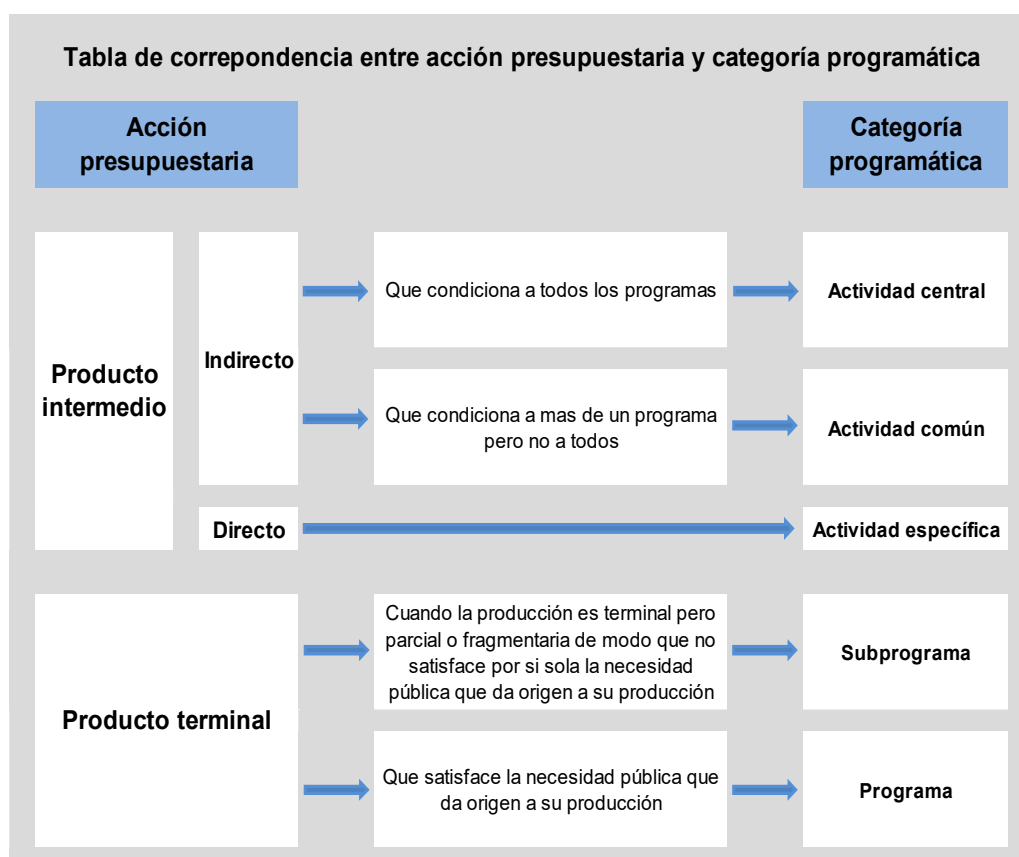 Tabla de correpondencia entre acción presupuestaria y categoría programática
Acción
presupuestaria
Categoría
programática
Producto
intermedio
Indirecto
Que condiciona a todos los programas
Actividad central
Que condiciona a mas de un programa
pero no a todos
Actividad común
Directo
Actividad específica
Producto terminal
Cuando la producción es terminal pero
parcial o fragmentaria de modo que no
satisface por si sola la necesidad
pública que da origen a su producción
Subprograma
Que satisface la necesidad pública que
da origen a su producción
Programa